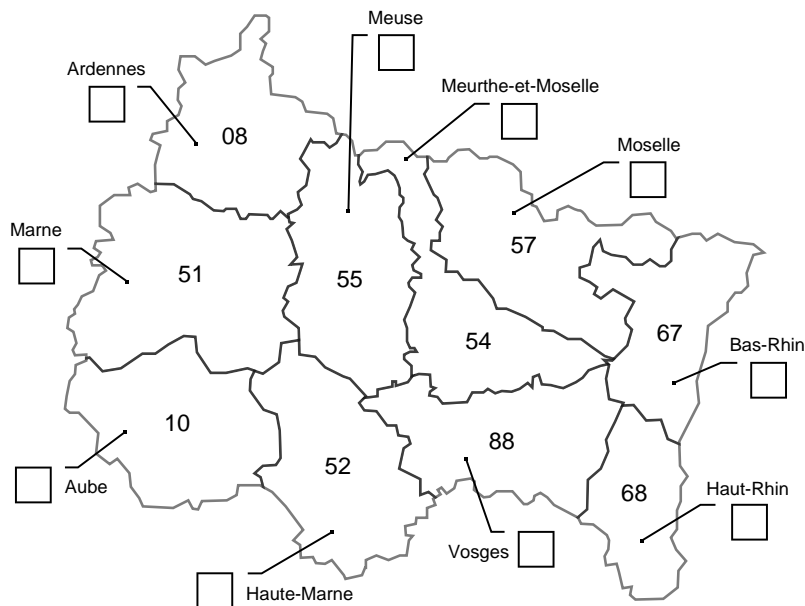 Meuse
Ardennes
Meurthe-et-Moselle
08
Moselle
Marne
57
51
55
67
54
Bas-Rhin
10
88
52
Aube
68
Haut-Rhin
Vosges
Haute-Marne